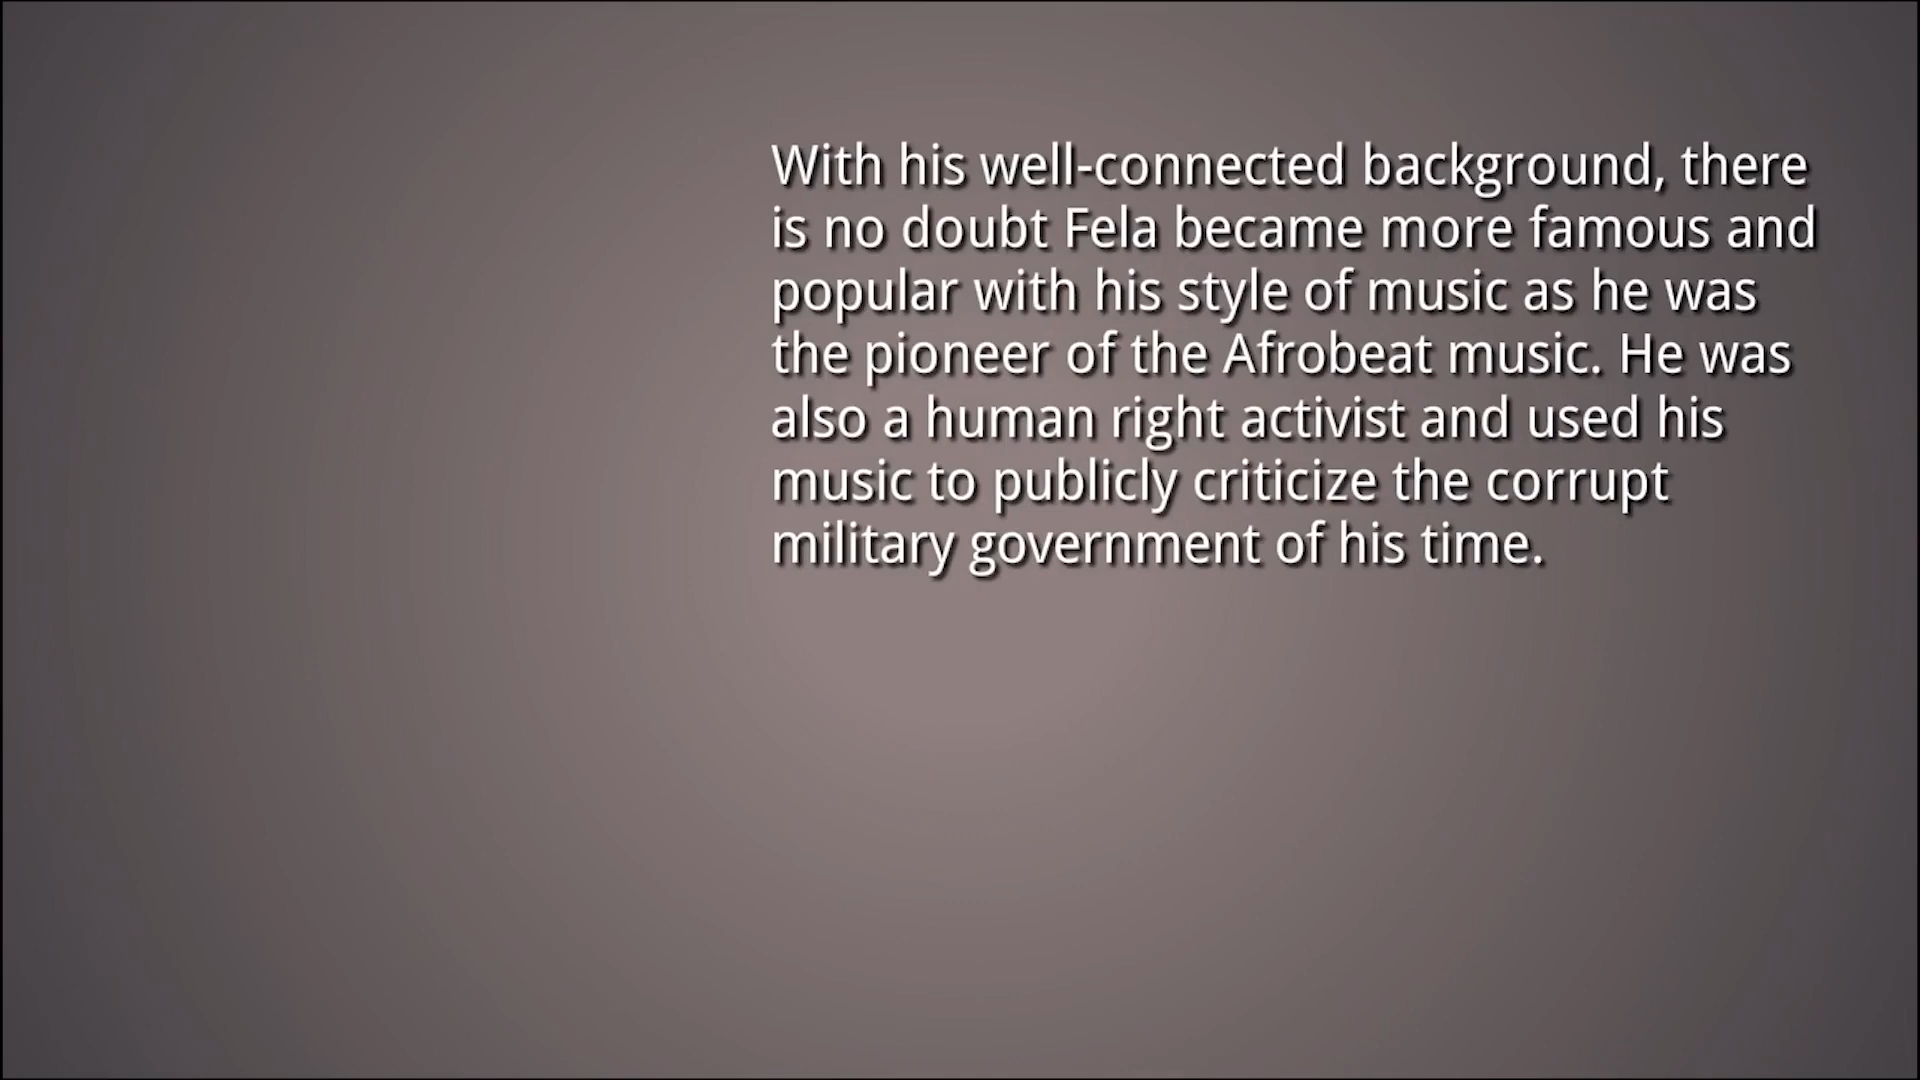 With his well-connected background, there
is no doubt Fela became more famous and
popular with his style of music as he was
the pioneer of the Afrobeat music. He was
also a human right activist and used his
music to publicly criticize the corrupt
military government of his time.